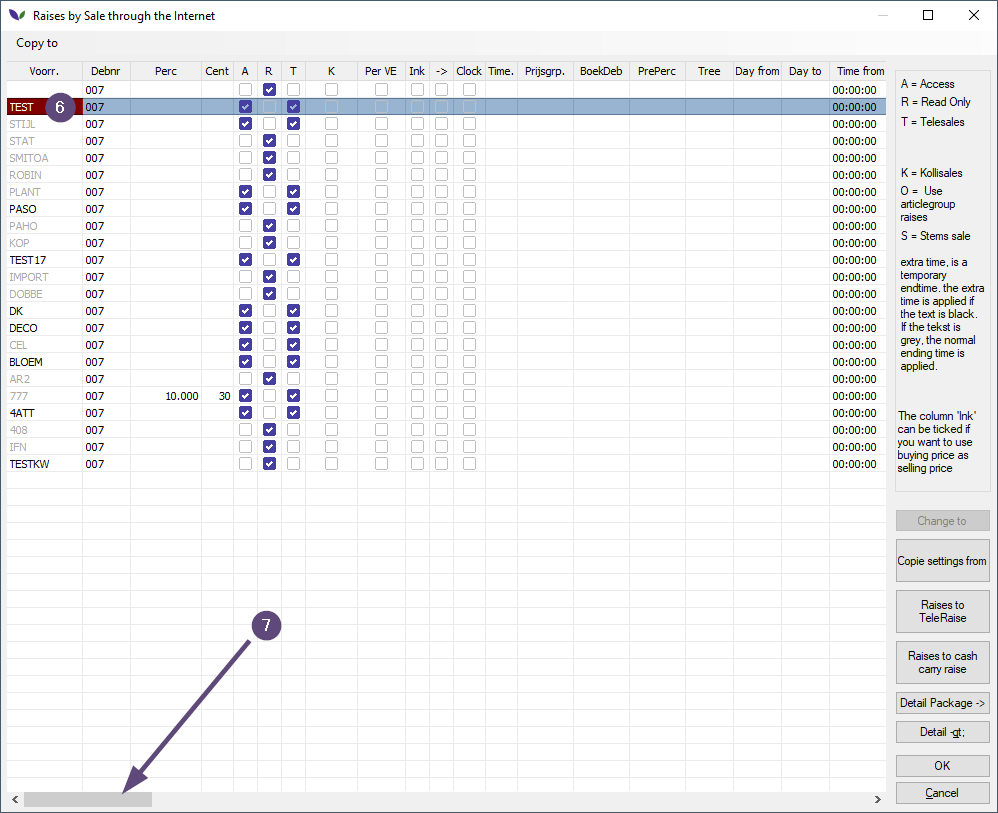 Raises by Sale through the Internet
Copy to
Voorr. Debnr Perc Cent A R T K Per VE Ink -> Clock Time. Prijsgrp. BoekDeb PrePerc Tree Day from Day to Time from
007 00:00:00
TEST 6 007 00:00:00
STIJL 007 00:00:00
STAT 007 00:00:00
SMITOA 007 00:00:00
ROBIN 007 00:00:00
PLANT 007 00:00:00
PASO 007 00:00:00
PAHO 007 00:00:00
KOP 007 00:00:00
TEST17 007 00:00:00
IMPORT 007 00:00:00
DOBBE 007 00:00:00
DK 007 00:00:00
DECO 007 00:00:00
CEL 007 00:00:00
BLOEM 007 00:00:00
AR2 007 00:00:00
777 007 10.000 30 00:00:00
4ATT 007 00:00:00
408 007 00:00:00
IFN 007 00:00:00
TESTKW 007 00:00:00
7
A = Access
R = Read Only
T = Telesales
K = Kollisales
O = Use
articlegroup
raises
S = Stems sale
extra time, is a
temporary
endtime. the extra
time is applied if
the text is black.
If the tekst is
grey, the normal
ending time is
applied.
The column 'Ink'
can be ticked if
you want to use
buying price as
selling price
Change to
Copie settings from
Raises to
TeleRaise
Raises to cash
carry raise
Detail Package ->
Detail -gt;
OK
Cancel